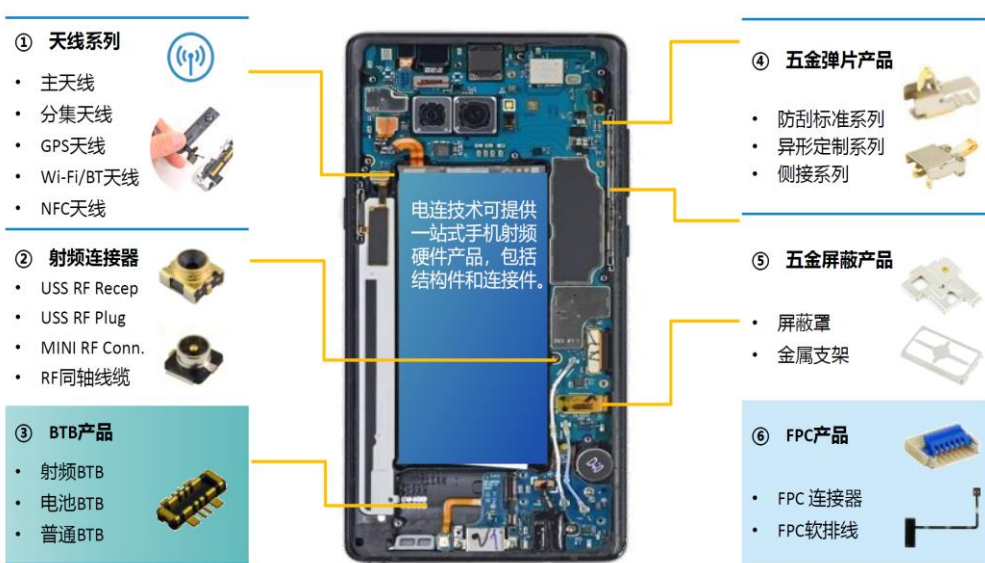 ① 天线系列
• 主天线
• 分集天线
• GPS天线
• Wi-Fi/BT天线
• NFC天线
② 射频连接器
• USS RF Recep
• USS RF Plug
• MINI RF Conn.
• RF同轴线缆
③ BTB产品
• 射频BTB
• 电池BTB
• 普通BTB
电连技术可提供
一站式手机射频
硬件产品，包括
结构件和连接件。
④ 五金弹片产品
• 防刮标准系列
• 异形定制系列
• 侧接系列
⑤ 五金屏蔽产品
• 屏蔽罩
• 金属支架
⑥ FPC产品
• FPC 连接器
• FPC软排线